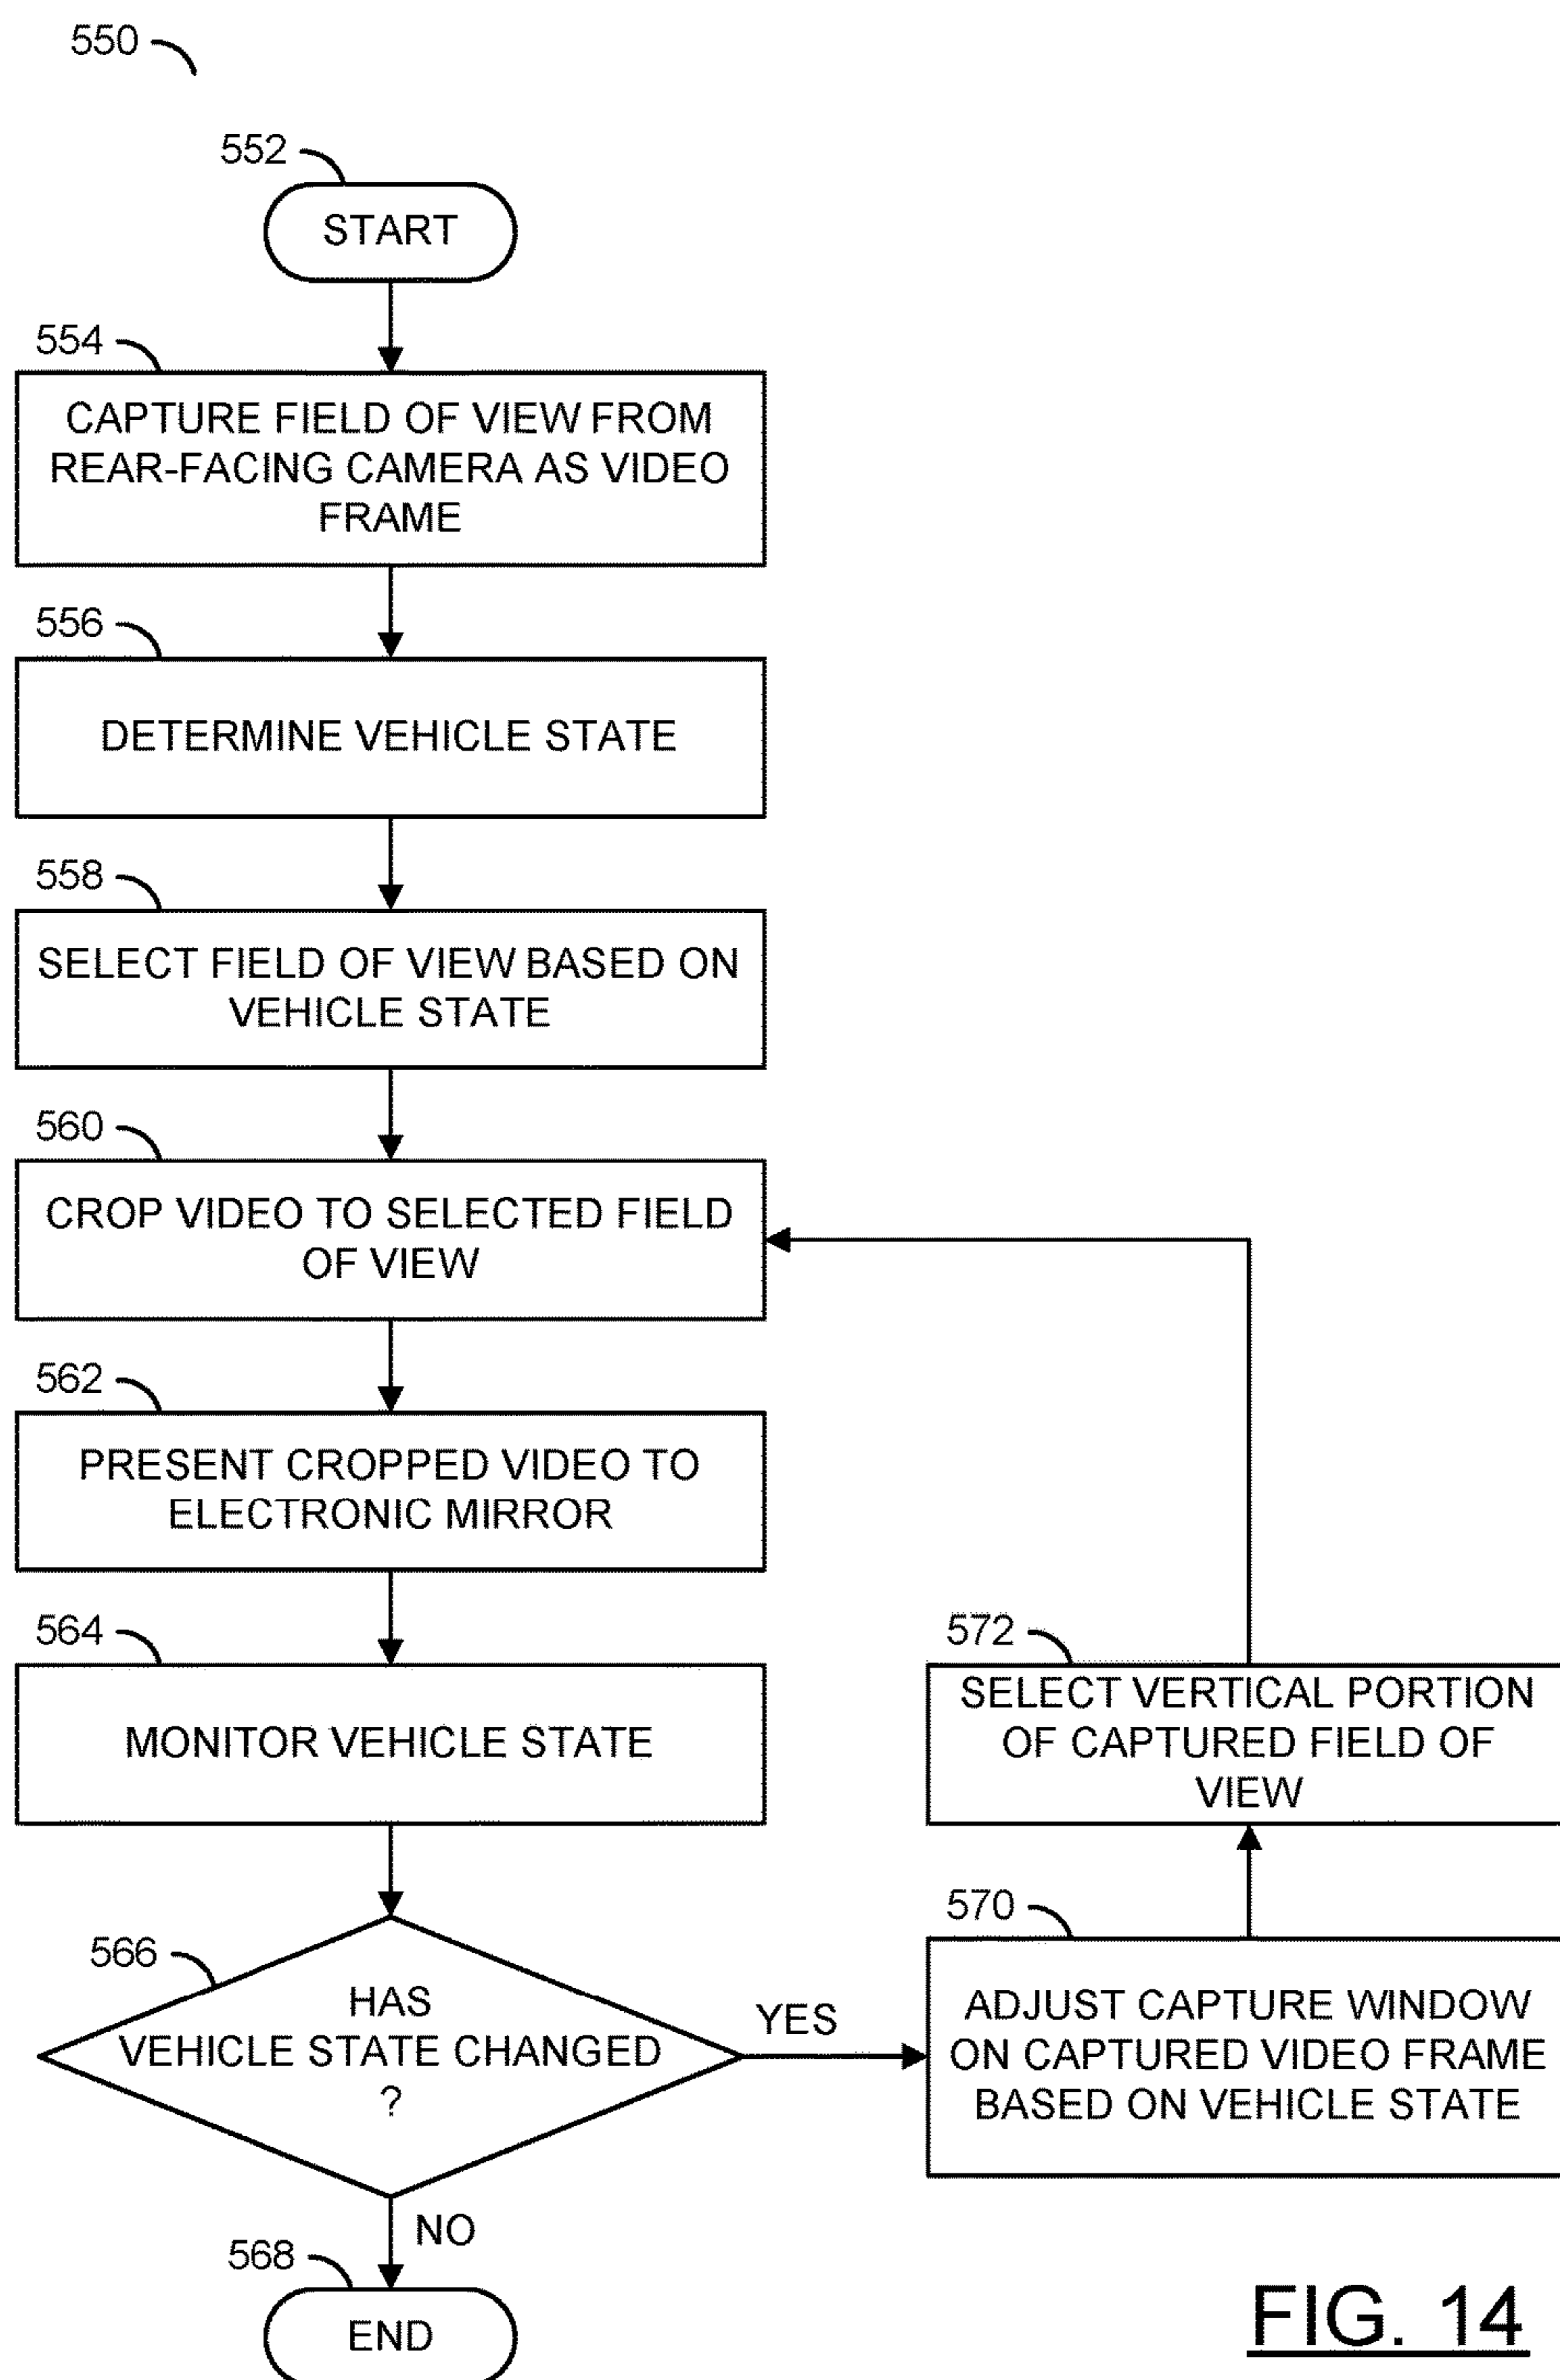 550
552
START
554
CAPTURE FIELD OF VIEW FROM
REAR-FACING CAMERA AS VIDEO
FRAME
556
DETERMINE VEHICLE STATE
558
SELECT FIELD OF VIEW BASED ON
VEHICLE STATE
560
CROP VIDEO TO SELECTED FIELD
OF VIEW
562
PRESENT CROPPED VIDEO TO
ELECTRONIC MIRROR
564
MONITOR VEHICLE STATE
566
HAS
VEHICLE STATE CHANGED
?
YES
NO
568
END
570
ADJUST CAPTURE WINDOW
ON CAPTURED VIDEO FRAME
BASED ON VEHICLE STATE
572
SELECT VERTICAL PORTION
OF CAPTURED FIELD OF
VIEW
FIG. 14